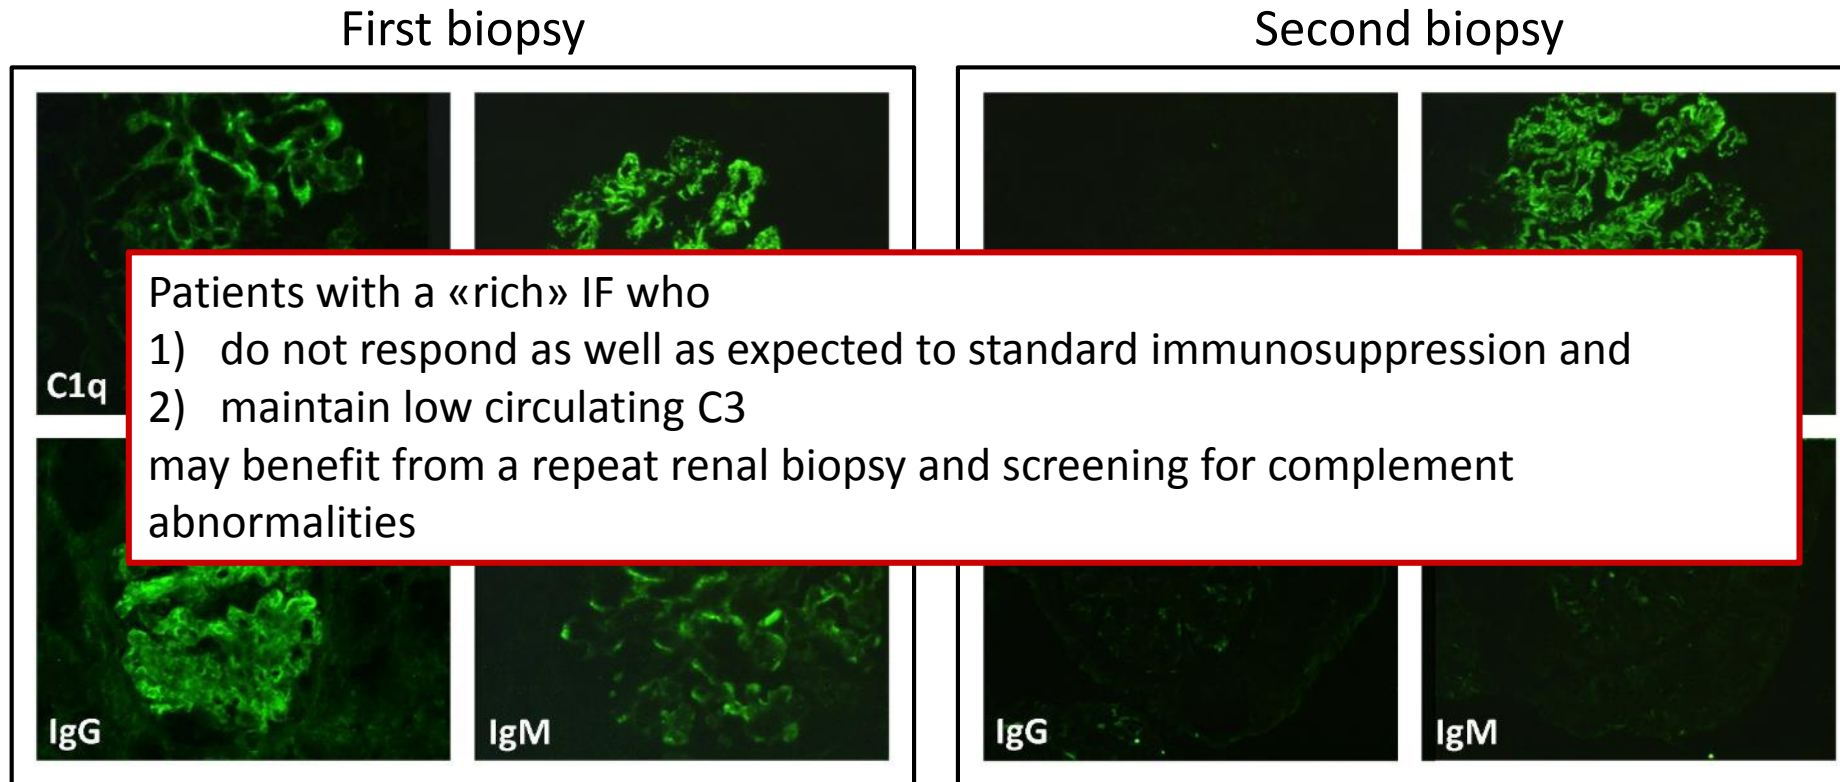 First biopsy
Second biopsy
C1q
Patients with a «rich» IF who
1) do not respond as well as expected to standard immunosuppression and
2) maintain low circulating C3
may benefit from a repeat renal biopsy and screening for complement
abnormalities
IgG
IgM
IgG
IgM